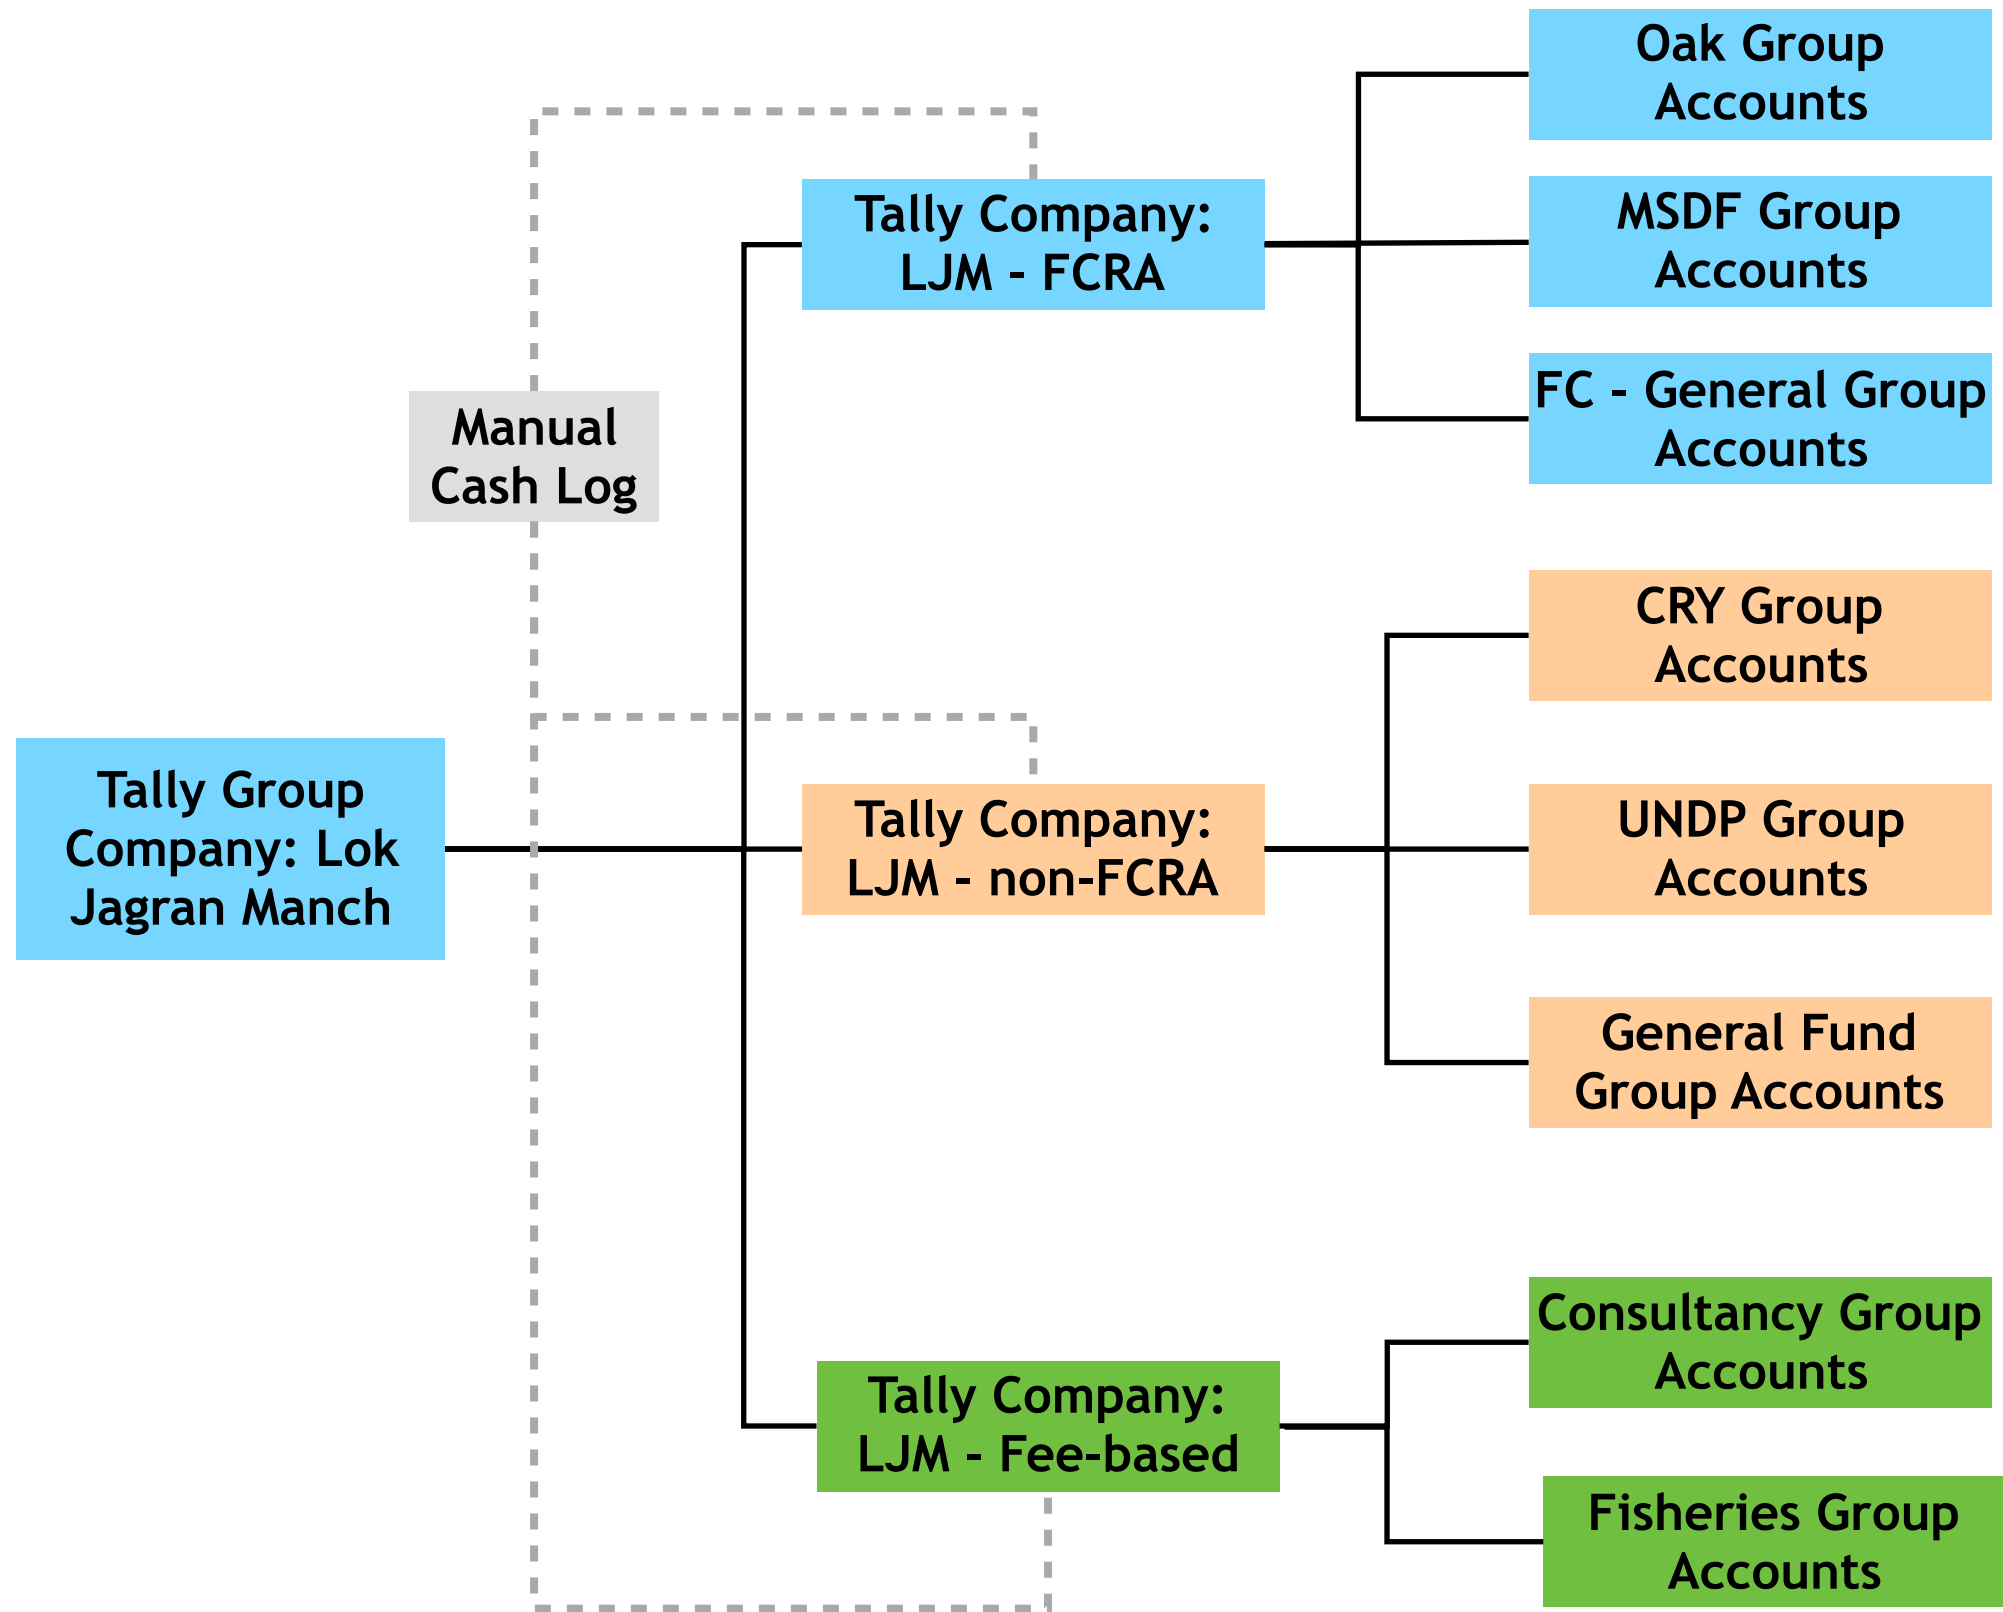 Oak Group
Accounts
Tally Company:
LJM - FCRA
MSDF Group
Accounts
FC - General Group
Accounts
Manual
Cash Log
CRY Group
Accounts
Tally Group
Company: Lok
Jagran Manch
Tally Company:
LJM - non-FCRA
UNDP Group
Accounts
General Fund
Group Accounts
Consultancy Group
Accounts
Tally Company:
LJM - Fee-based
Fisheries Group
Accounts